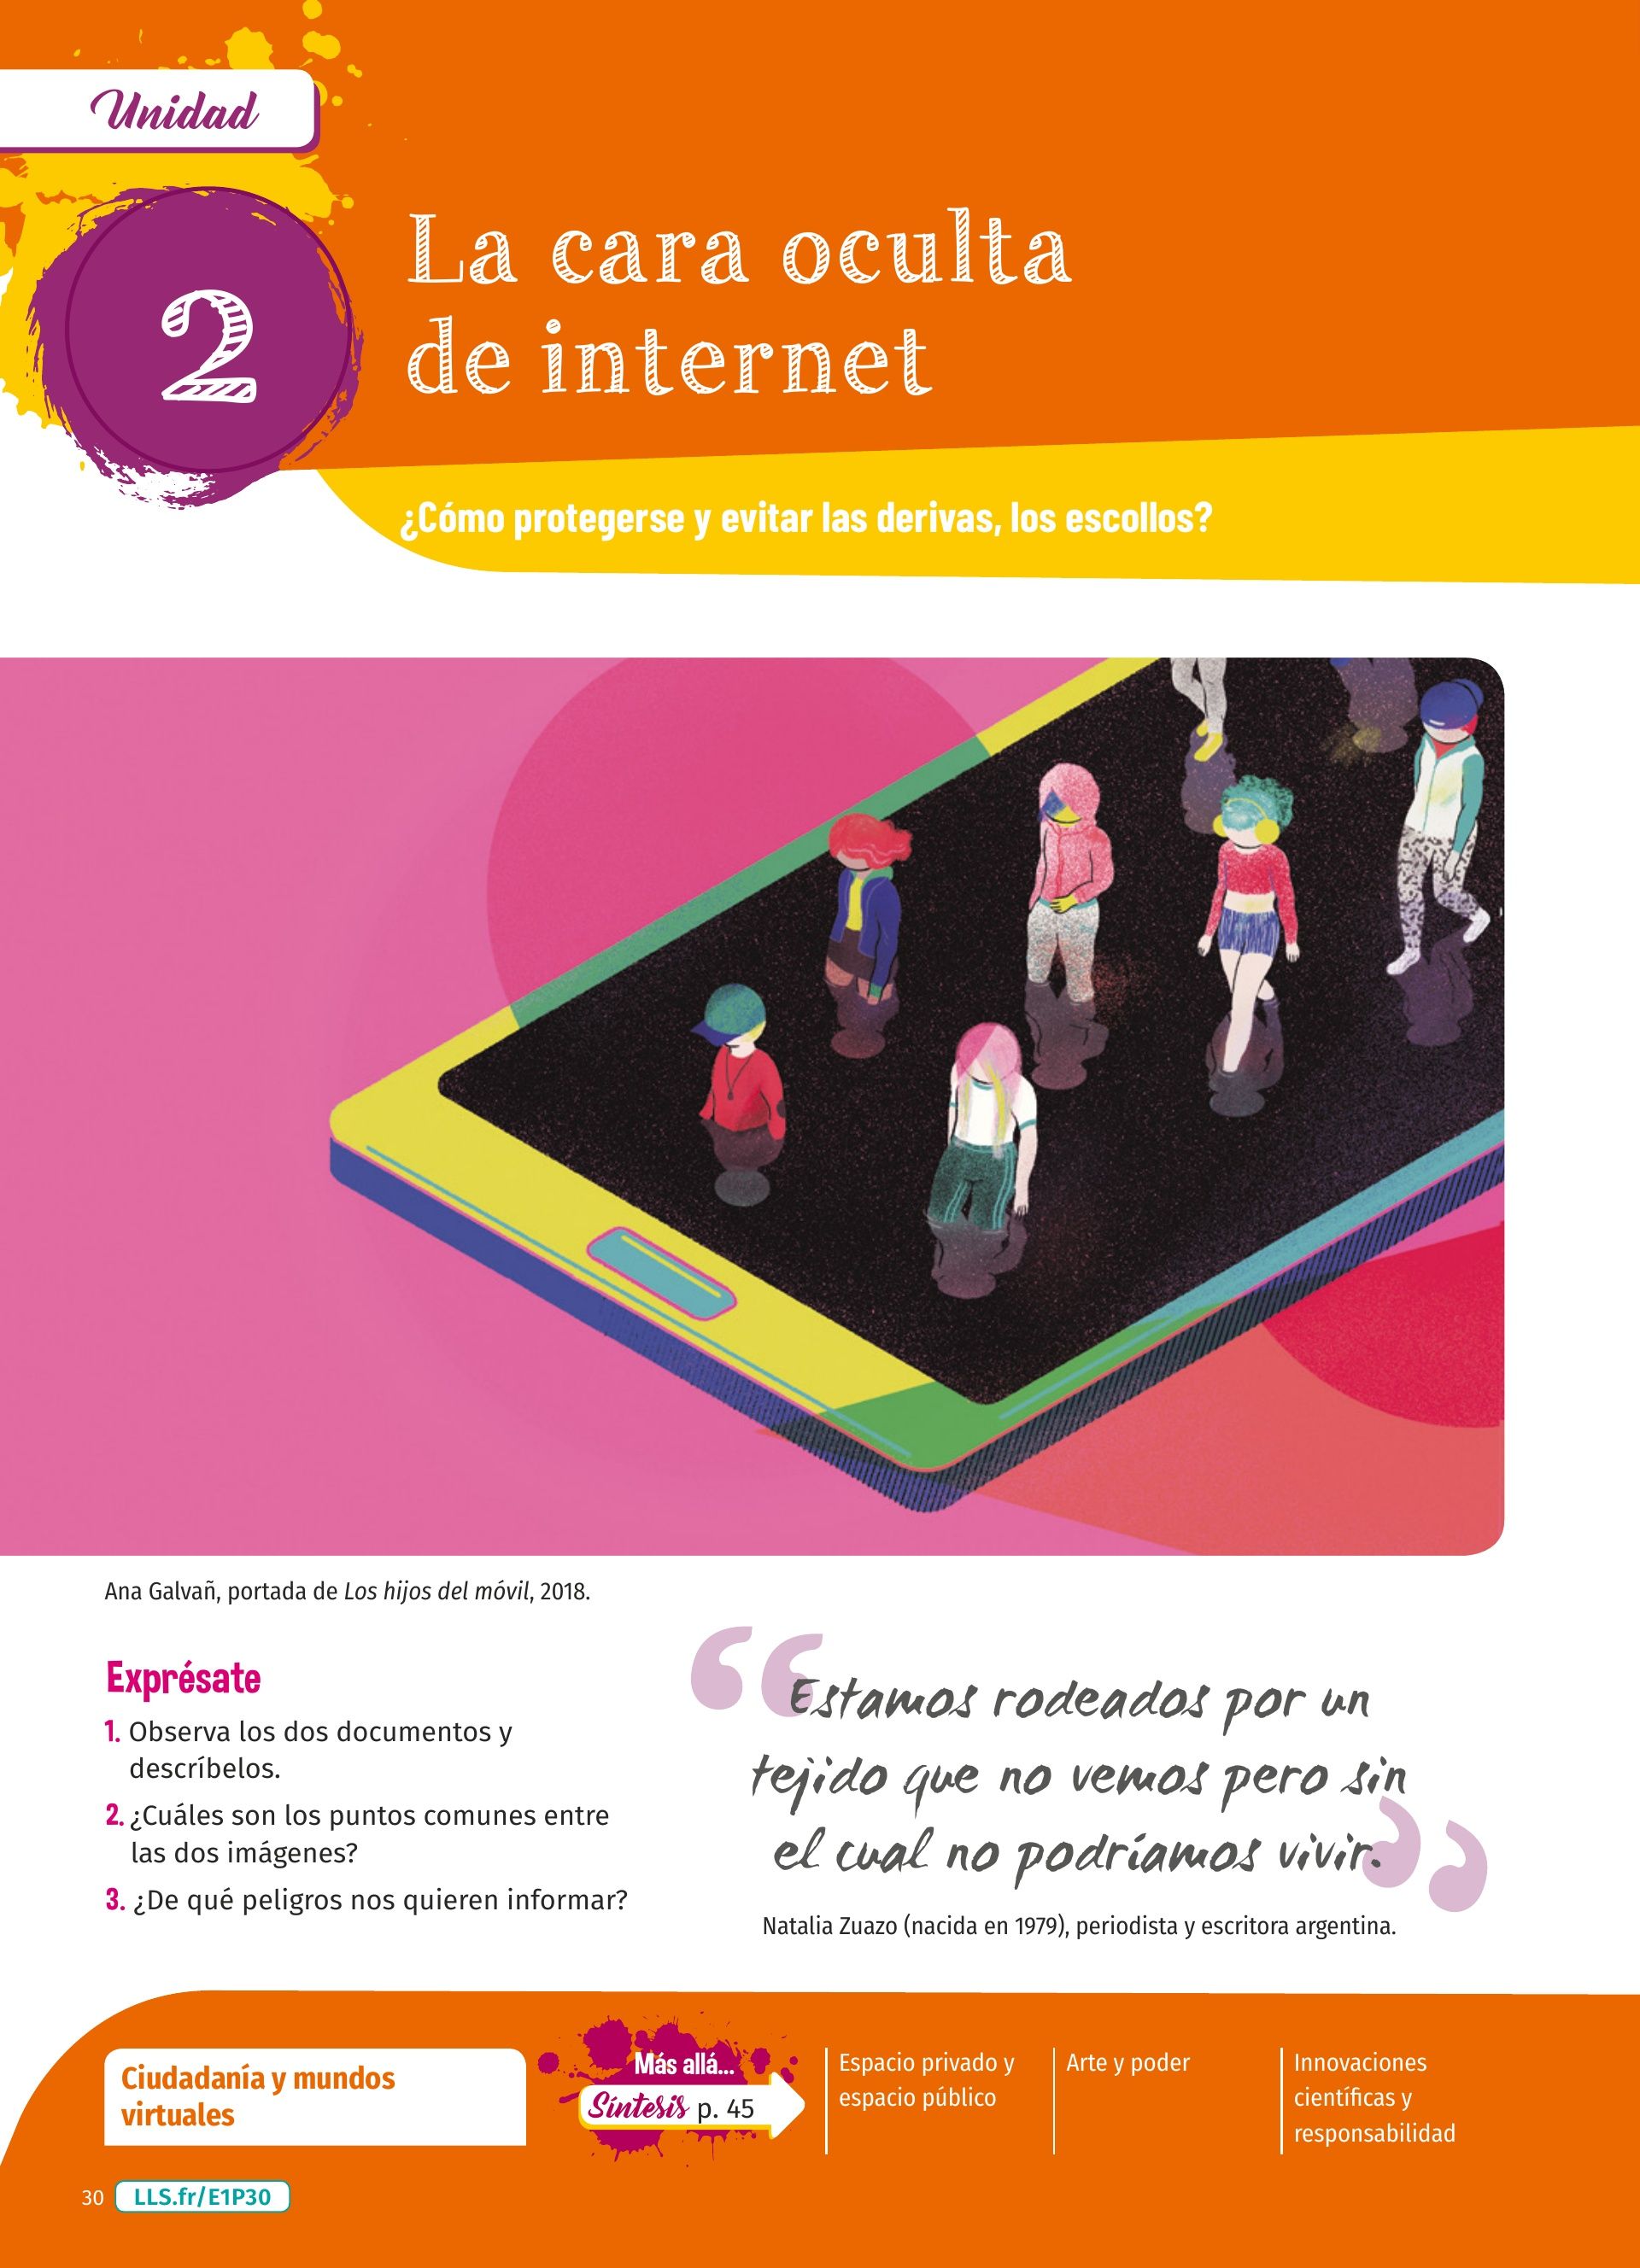 Unidad
2
La cara oculta
de internet
¿Cómo protegerse y evitar las derivas, los escollos?
Ana Galvañ, portada de Los hijos del móvil, 2018.
Exprésate
1. Observa los dos documentos y
descríbelos.
2. ¿Cuáles son los puntos comunes entre
las dos imágenes?
3. ¿De qué peligros nos quieren informar?
“Estamos rodeados por un
tejido que no vemos pero sin
el cual no podríamos vivir.”
Natalia Zuazo (nacida en 1979), periodista y escritora argentina.
Ciudadanía y mundos
virtuales
Más allá...
Síntesis p. 45
Espacio privado y
espacio público
Arte y poder
Innovaciones
científicas y
responsabilidad
30 LLS.fr/E1P30